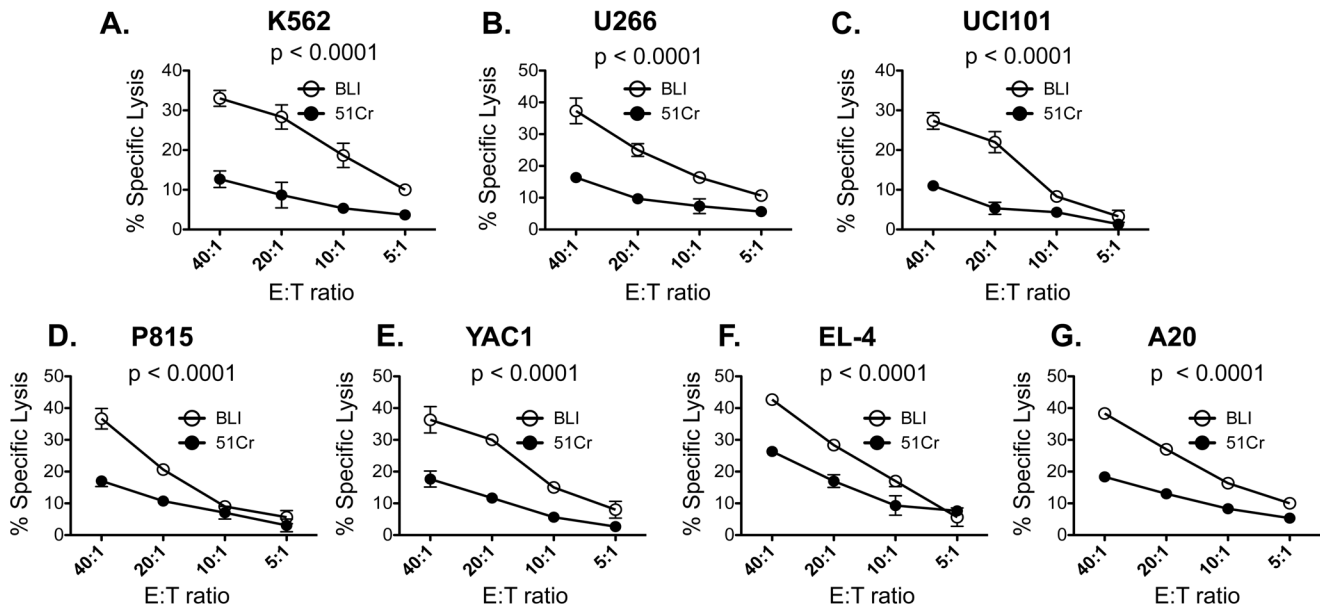 A. K562
p < 0.0001
% Specific Lysis
40
30
20
10
0
BLI
51Cr
40:1 20:1 10:1 5:1
E:T ratio
B. U266
p < 0.0001
% Specific Lysis
50
40
30
20
10
0
BLI
51Cr
40:1 20:1 10:1 5:1
E:T ratio
C. UCI101
p < 0.0001
% Specific Lysis
40
30
20
10
0
BLI
51Cr
40:1 20:1 10:1 5:1
E:T ratio
D. P815
p < 0.0001
% Specific Lysis
50
40
30
20
10
0
BLI
51Cr
40:1 20:1 10:1 5:1
E:T ratio
E. YAC1
p < 0.0001
% Specific Lysis
50
40
30
20
10
0
BLI
51Cr
40:1 20:1 10:1 5:1
E:T ratio
F. EL-4
p < 0.0001
% Specific Lysis
50
40
30
20
10
0
BLI
51Cr
40:1 20:1 10:1 5:1
E:T ratio
G. A20
p < 0.0001
% Specific Lysis
50
40
30
20
10
0
BLI
51Cr
40:1 20:1 10:1 5:1
E:T ratio